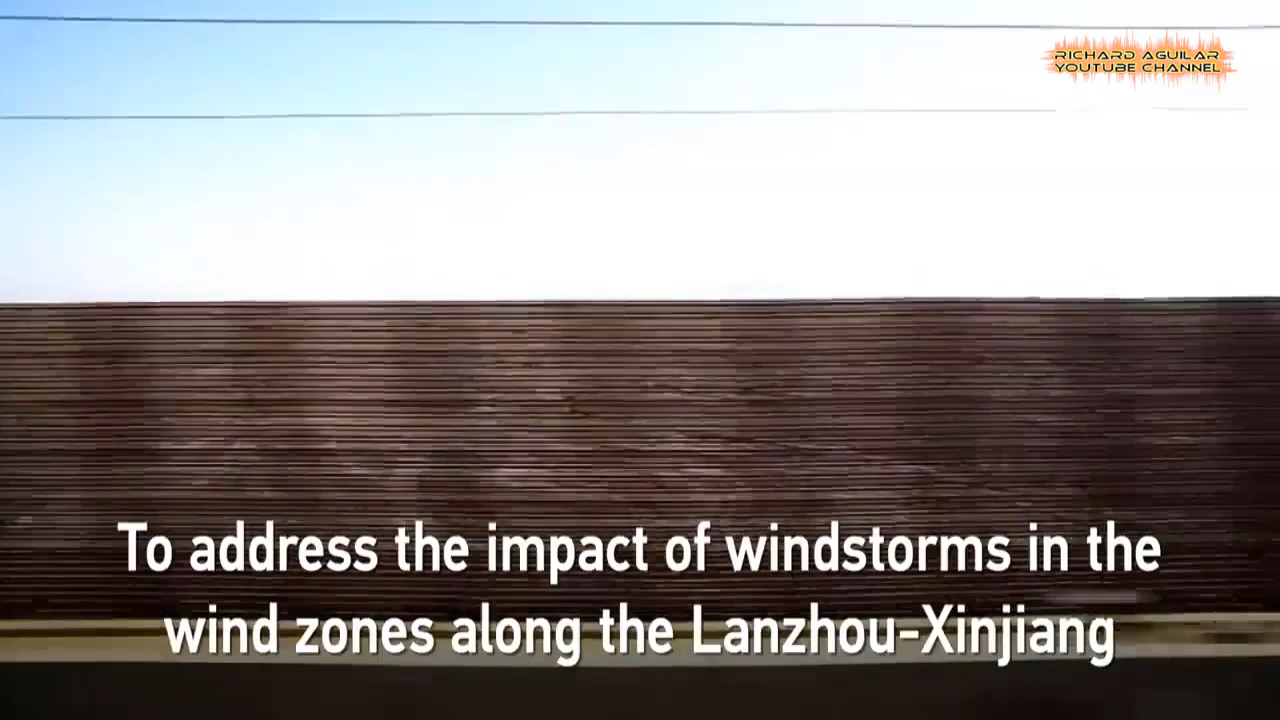 RICHARD AGUILAR
YOUTUBE CHANNEL
To address the impact of windstorms in the
wind zones along the Lanzhou-Xinjiang